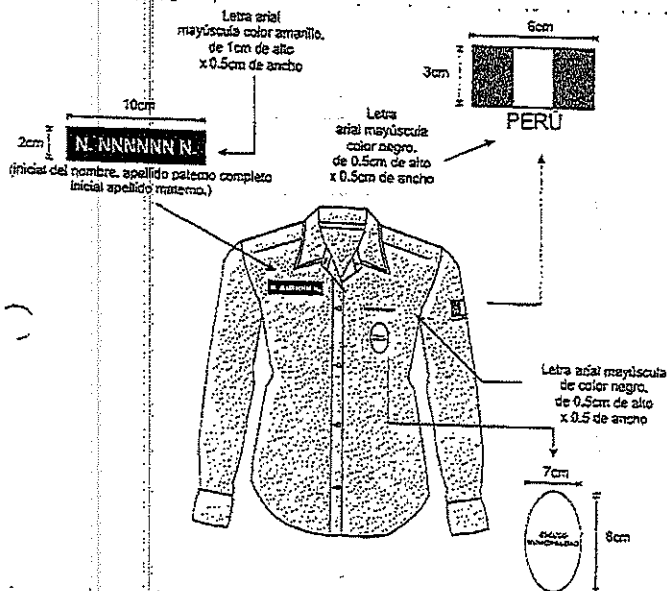 Letra arial
mayúscula color amarillo,
de 1cm de alto
x 0.5cm de ancho
6cm
3cm
PERÚ
10cm
2cm
N. NNNNNN N.
(inicial del nombre, apellido paterno completo
inicial apellido materno.)
Letra
arial mayúscula
color negro,
de 0.5cm de alto
x 0.5cm de ancho
Letra arial mayúscula
de color negro,
de 0.5cm de alto
x 0.5 de ancho
7cm
8cm
ESCUDO
MUNICIPALIDAD